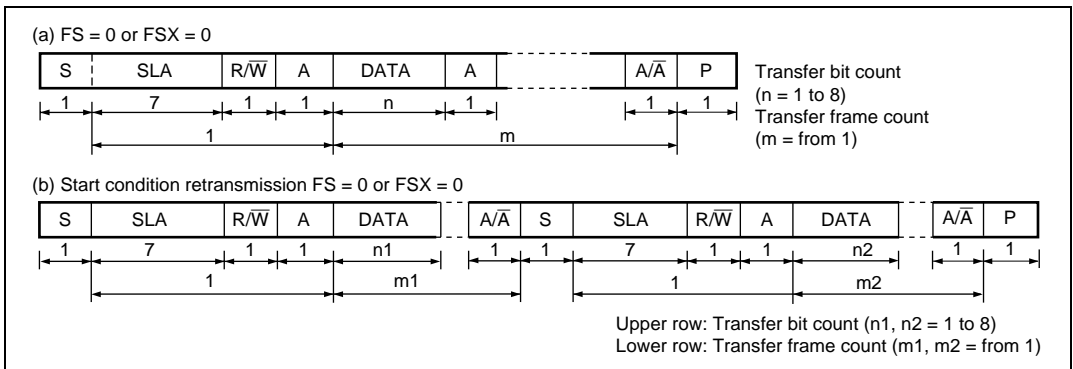 (a) FS = 0 or FSX = 0
S SLA R/W̅ A DATA A A/A̅ P
1 7 1 1 n 1 1 1
1 m
Transfer bit count
(n = 1 to 8)
Transfer frame count
(m = from 1)
(b) Start condition retransmission FS = 0 or FSX = 0
S SLA R/W̅ A DATA A/A̅ S SLA R/W̅ A DATA A/A̅ P
1 7 1 1 n1 1 1 7 1 1 n2 1 1
1 m1 1 m2
Upper row: Transfer bit count (n1, n2 = 1 to 8)
Lower row: Transfer frame count (m1, m2 = from 1)